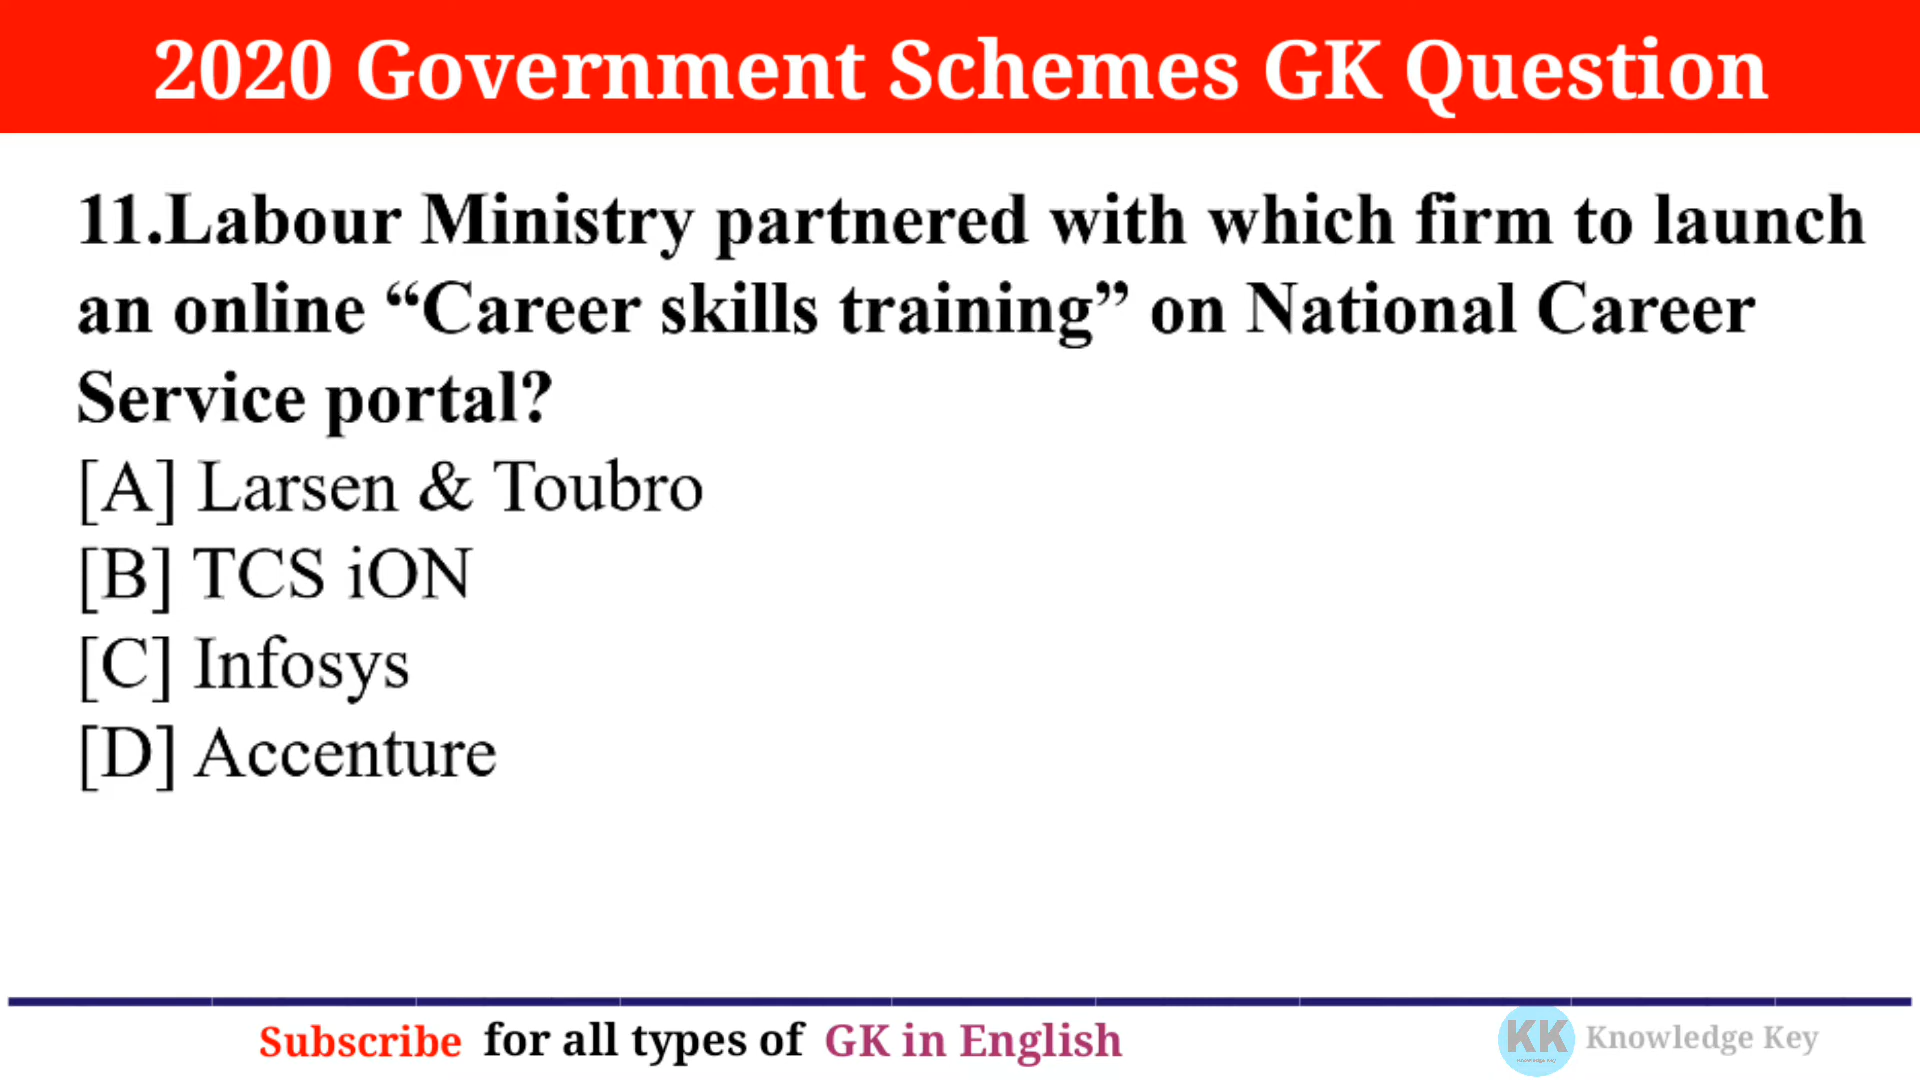 2020 Government Schemes GK Question
11.Labour Ministry partnered with which firm to launch
an online “Career skills training” on National Career
Service portal?
[A] Larsen & Toubro
[B] TCS iON
[C] Infosys
[D] Accenture
Subscribe for all types of GK in English
KK Knowledge Key